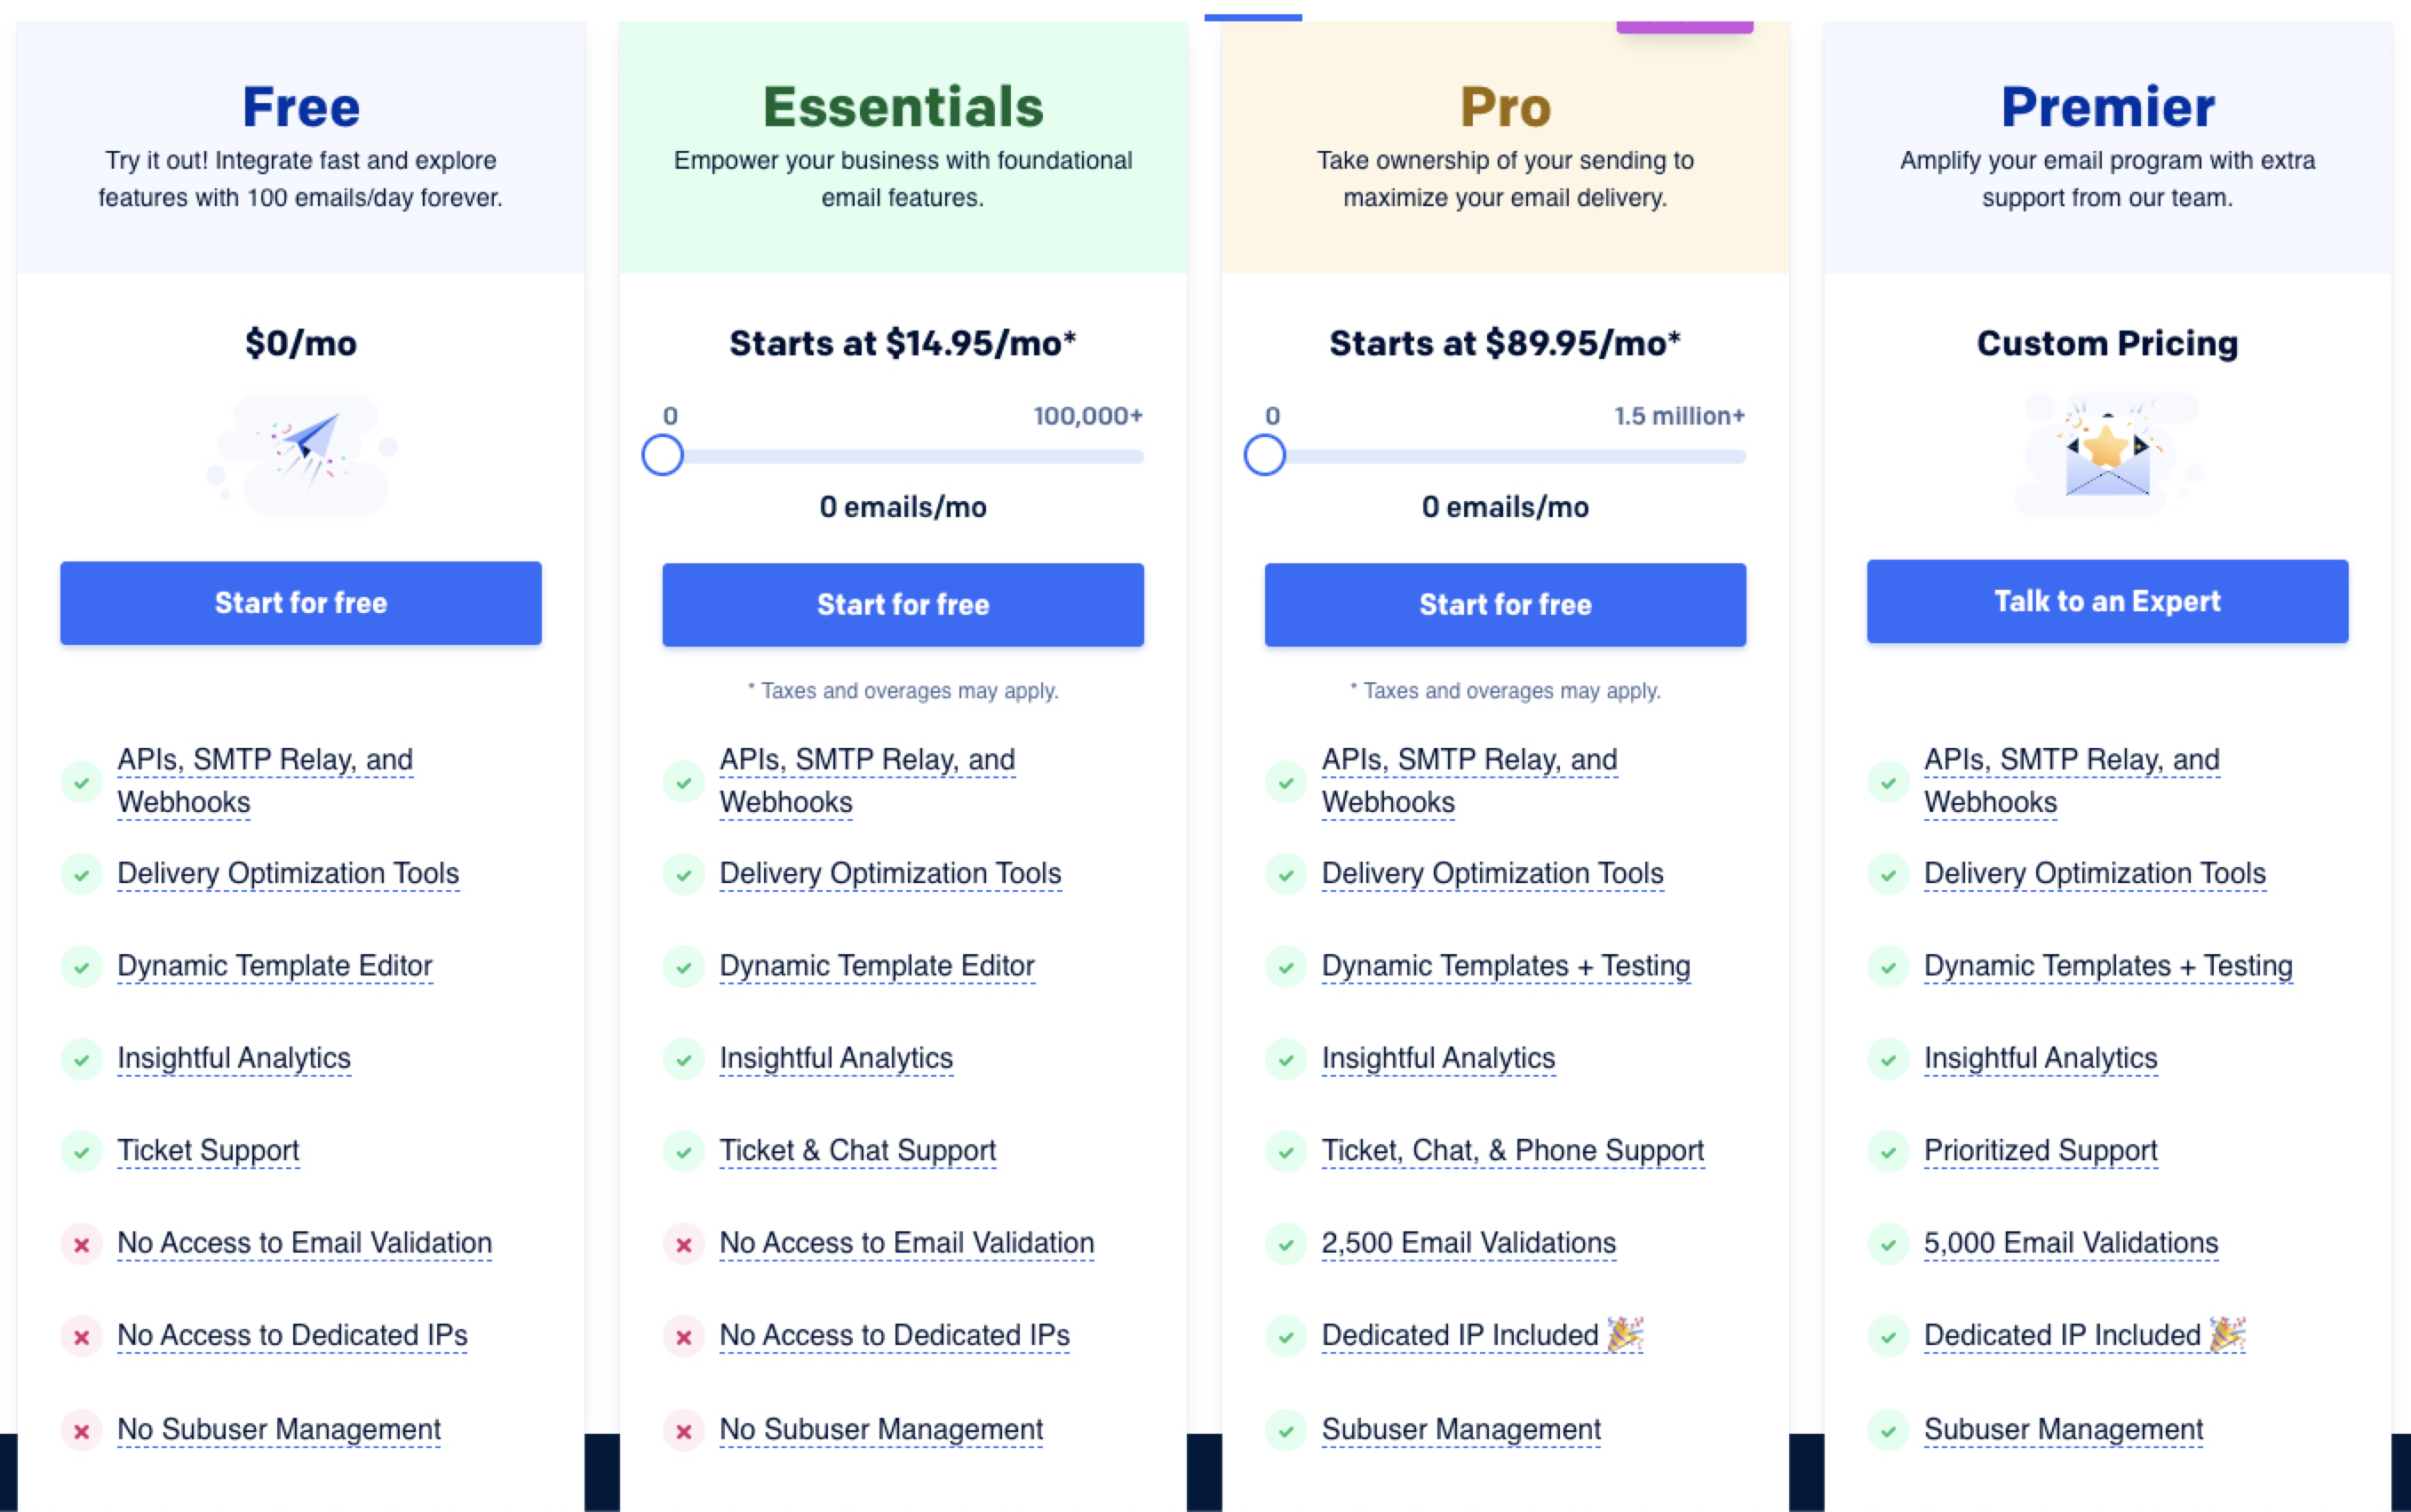 Free
Try it out! Integrate fast and explore
features with 100 emails/day forever.
$0/mo
Start for free
APIs, SMTP Relay, and
Webhooks
Delivery Optimization Tools
Dynamic Template Editor
Insightful Analytics
Ticket Support
No Access to Email Validation
No Access to Dedicated IPs
No Subuser Management
Essentials
Empower your business with foundational
email features.
Starts at $14.95/mo*
0 100,000+
0 emails/mo
Start for free
* Taxes and overages may apply.
APIs, SMTP Relay, and
Webhooks
Delivery Optimization Tools
Dynamic Template Editor
Insightful Analytics
Ticket & Chat Support
No Access to Email Validation
No Access to Dedicated IPs
No Subuser Management
Pro
Take ownership of your sending to
maximize your email delivery.
Starts at $89.95/mo*
0 1.5 million+
0 emails/mo
Start for free
* Taxes and overages may apply.
APIs, SMTP Relay, and
Webhooks
Delivery Optimization Tools
Dynamic Templates + Testing
Insightful Analytics
Ticket, Chat, & Phone Support
2,500 Email Validations
Dedicated IP Included 🎉
Subuser Management
Premier
Amplify your email program with extra
support from our team.
Custom Pricing
Talk to an Expert
APIs, SMTP Relay, and
Webhooks
Delivery Optimization Tools
Dynamic Templates + Testing
Insightful Analytics
Prioritized Support
5,000 Email Validations
Dedicated IP Included 🎉
Subuser Management